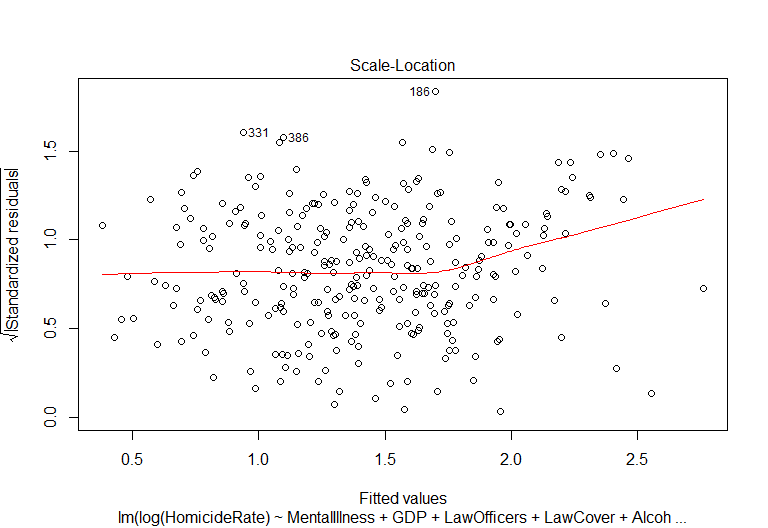 Scale-Location
186
331
386
√|Standardized residuals|
0.0 0.5 1.0 1.5
0.5 1.0 1.5 2.0 2.5
Fitted values
lm(log(HomicideRate) ~ MentalIllness + GDP + LawOfficers + LawCover + Alcoh ...